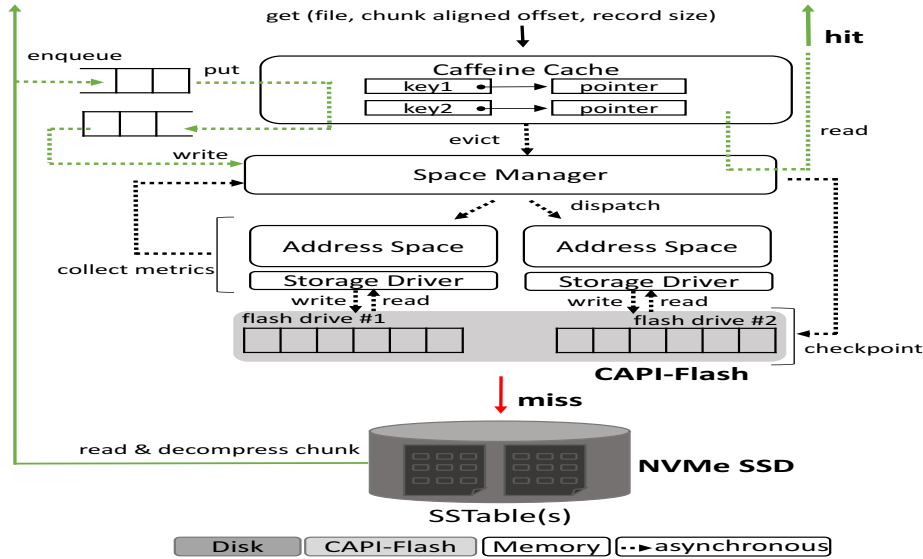 get (file, chunk aligned offset, record size)
hit
enqueue
put
Caffeine Cache
key1 pointer
key2 pointer
read
evict
write
Space Manager
dispatch
Address Space Address Space
collect metrics
Storage Driver Storage Driver
write read write read
flash drive #1 flash drive #2
checkpoint
CAPI-Flash
miss
read & decompress chunk
NVMe SSD
SSTable(s)
Disk CAPI-Flash Memory asynchronous